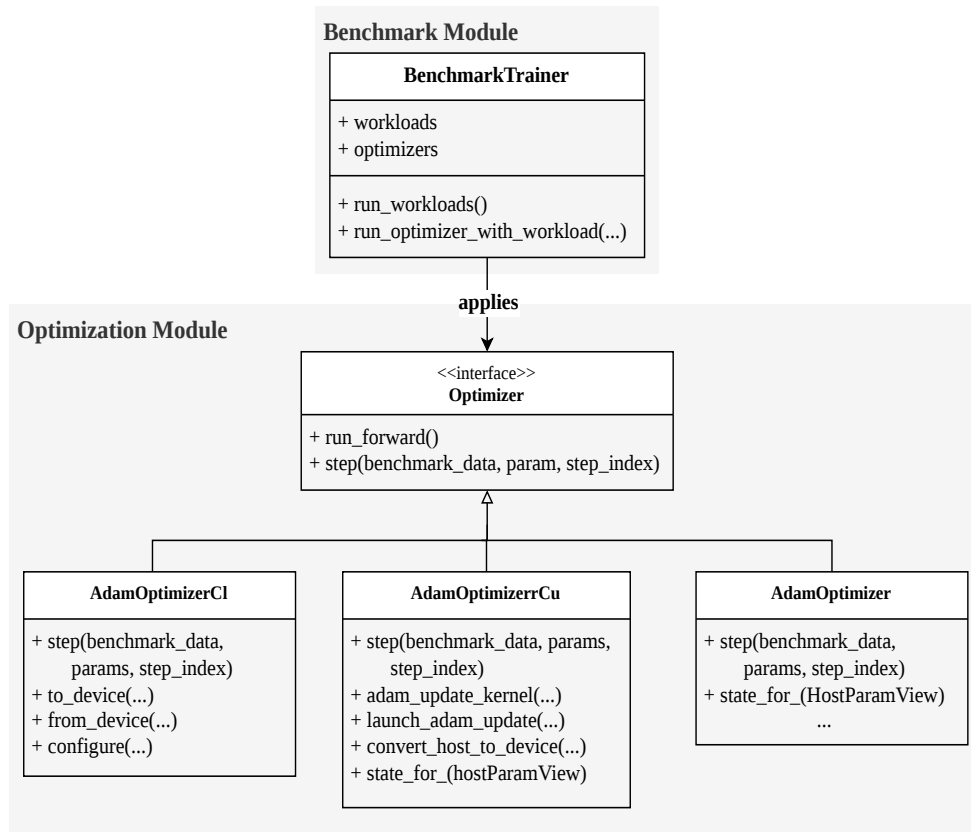 Benchmark Module
BenchmarkTrainer
+ workloads
+ optimizers
+ run_workloads()
+ run_optimizer_with_workload(...)
applies
Optimization Module
<<interface>>
Optimizer
+ run_forward()
+ step(benchmark_data, param, step_index)
AdamOptimizerCl
+ step(benchmark_data,
params, step_index)
+ to_device(...)
+ from_device(...)
+ configure(...)
AdamOptimizerrCu
+ step(benchmark_data, params,
step_index)
+ adam_update_kernel(...)
+ launch_adam_update(...)
+ convert_host_to_device(...)
+ state_for_(hostParamView)
AdamOptimizer
+ step(benchmark_data,
params, step_index)
+ state_for_(HostParamView)
...